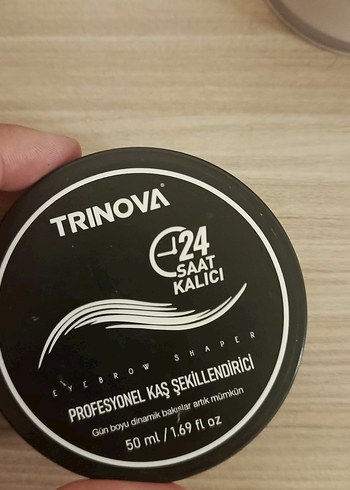 TRINOVA
24
SAAT
KALICI
EYEBROW SHAPER
PROFESYONEL KAŞ ŞEKİLLENDİRİCİ
Gün boyu dinamik bakışlar artık mümkün
50 ml / 1.69 fl oz